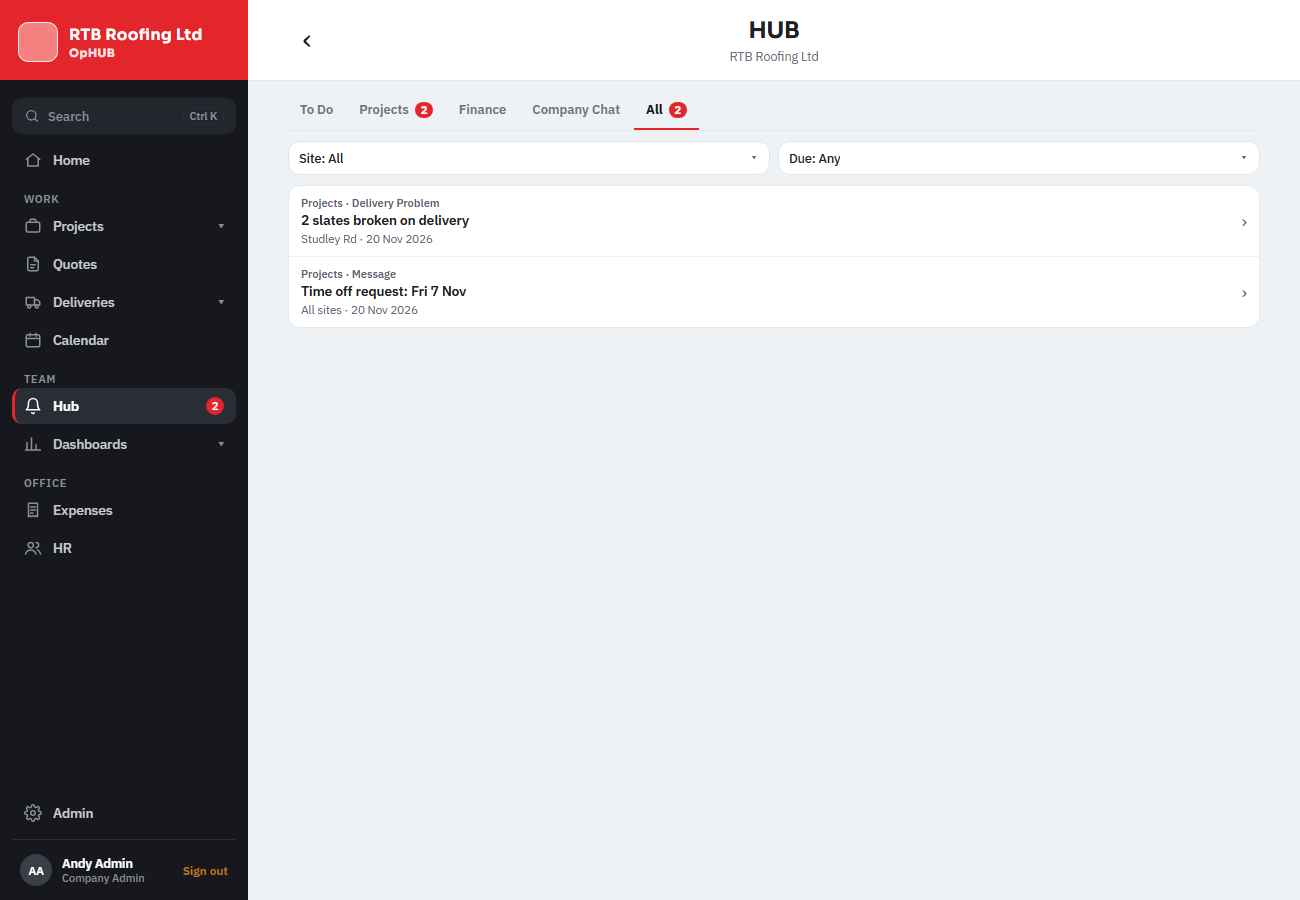 RTB Roofing Ltd
OpHUB
Search Ctrl K
Home
WORK
Projects
Quotes
Deliveries
Calendar
TEAM
Hub 2
Dashboards
OFFICE
Expenses
HR
Admin
AA
Andy Admin
Company Admin
Sign out
HUB
RTB Roofing Ltd
To Do Projects 2 Finance Company Chat All 2
Site: All Due: Any
Projects · Delivery Problem
2 slates broken on delivery
Studley Rd · 20 Nov 2026
Projects · Message
Time off request: Fri 7 Nov
All sites · 20 Nov 2026